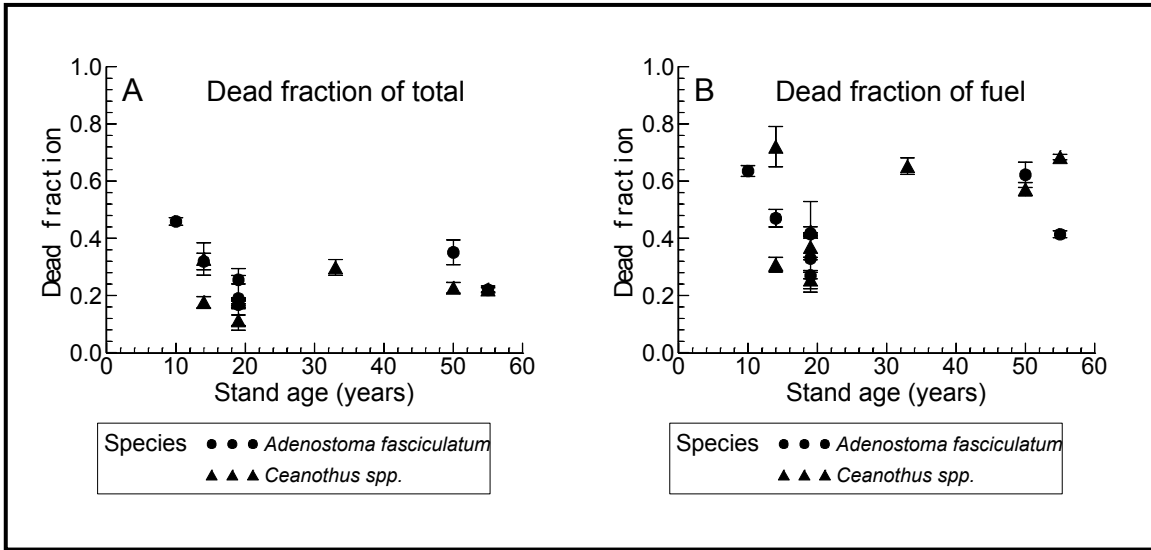 A Dead fraction of total
1.0
0.8
0.6
0.4
0.2
0.0
Dead fraction
0 10 20 30 40 50 60
Stand age (years)
Species Adenostoma fasciculatum
Ceanothus spp.
B Dead fraction of fuel
1.0
0.8
0.6
0.4
0.2
0.0
Dead fraction
0 10 20 30 40 50 60
Stand age (years)
Species Adenostoma fasciculatum
Ceanothus spp.